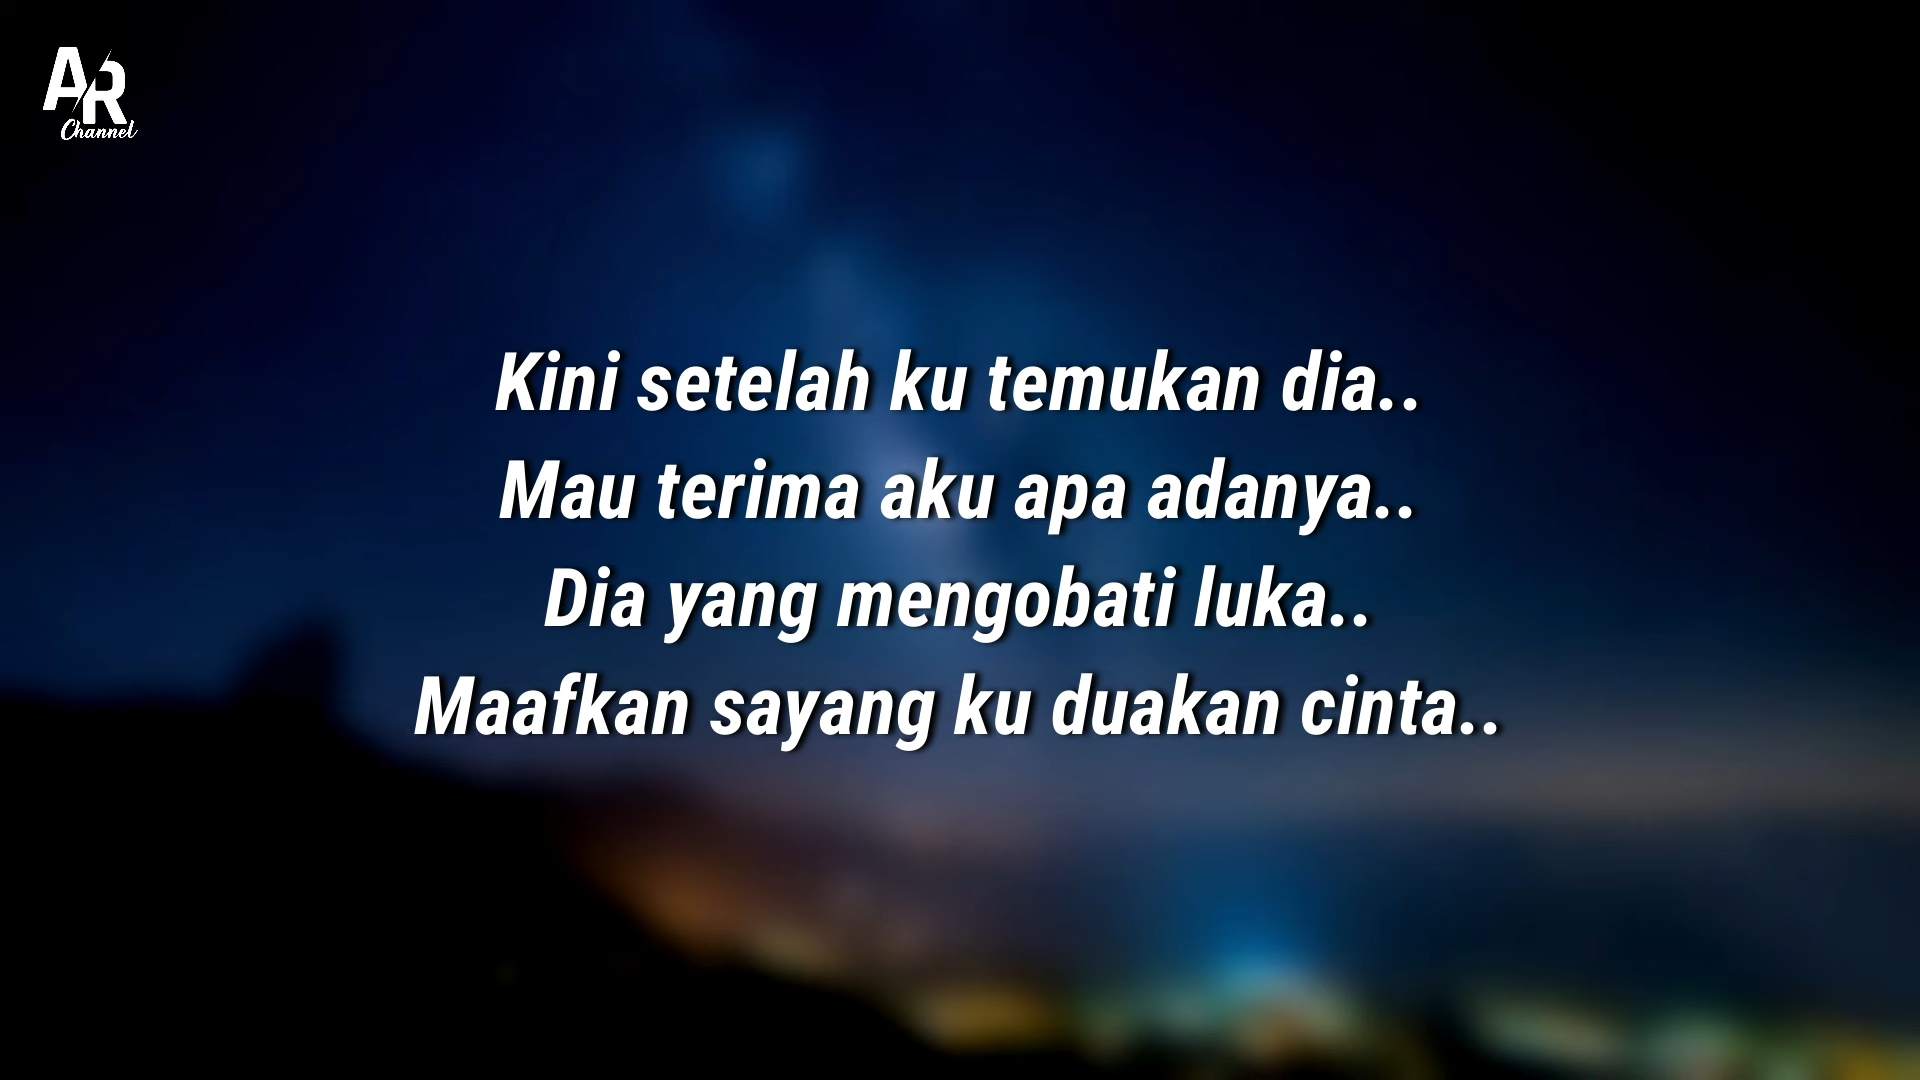 AR
Channel
Kini setelah ku temukan dia..
Mau terima aku apa adanya..
Dia yang mengobati luka..
Maafkan sayang ku duakan cinta..